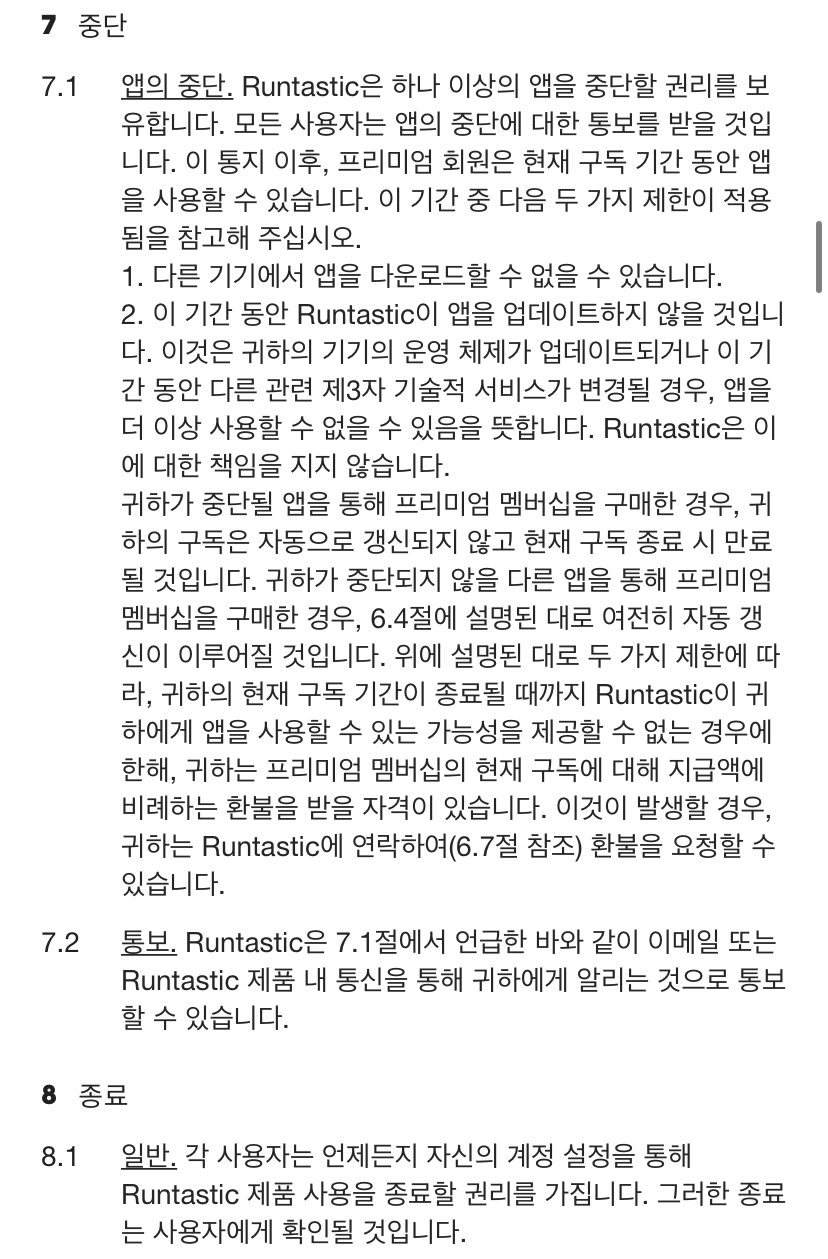 7 중단
7.1 앱의 중단. Runtastic은 하나 이상의 앱을 중단할 권리를 보
유합니다. 모든 사용자는 앱의 중단에 대한 통보를 받을 것입
니다. 이 통지 이후, 프리미엄 회원은 현재 구독 기간 동안 앱
을 사용할 수 있습니다. 이 기간 중 다음 두 가지 제한이 적용
됨을 참고해 주십시오.
1. 다른 기기에서 앱을 다운로드할 수 없을 수 있습니다.
2. 이 기간 동안 Runtastic이 앱을 업데이트하지 않을 것입니
다. 이것은 귀하의 기기의 운영 체제가 업데이트되거나 이 기
간 동안 다른 관련 제3자 기술적 서비스가 변경될 경우, 앱을
더 이상 사용할 수 없을 수 있음을 뜻합니다. Runtastic은 이
에 대한 책임을 지지 않습니다.
귀하가 중단될 앱을 통해 프리미엄 멤버십을 구매한 경우, 귀
하의 구독은 자동으로 갱신되지 않고 현재 구독 종료 시 만료
될 것입니다. 귀하가 중단되지 않을 다른 앱을 통해 프리미엄
멤버십을 구매한 경우, 6.4절에 설명된 대로 여전히 자동 갱
신이 이루어질 것입니다. 위에 설명된 대로 두 가지 제한에 따
라, 귀하의 현재 구독 기간이 종료될 때까지 Runtastic이 귀
하에게 앱을 사용할 수 있는 가능성을 제공할 수 없는 경우에
한해, 귀하는 프리미엄 멤버십의 현재 구독에 대해 지급액에
비례하는 환불을 받을 자격이 있습니다. 이것이 발생할 경우,
귀하는 Runtastic에 연락하여(6.7절 참조) 환불을 요청할 수
있습니다.
7.2 통보. Runtastic은 7.1절에서 언급한 바와 같이 이메일 또는
Runtastic 제품 내 통신을 통해 귀하에게 알리는 것으로 통보
할 수 있습니다.
8 종료
8.1 일반. 각 사용자는 언제든지 자신의 계정 설정을 통해
Runtastic 제품 사용을 종료할 권리를 가집니다. 그러한 종료
는 사용자에게 확인될 것입니다.